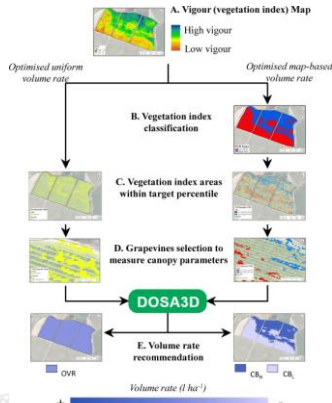 A. Vigour (vegetation index) Map
High vigour
Low vigour
Optimised uniform
volume rate
Optimised map-based
volume rate
B. Vegetation index
classification
C. Vegetation index areas
within target percentile
D. Grapevines selection to
measure canopy parameters
DOSA3D
E. Volume rate
recommendation
OVR
CB_H
CB_L
Volume rate (l ha⁻¹)
+
-